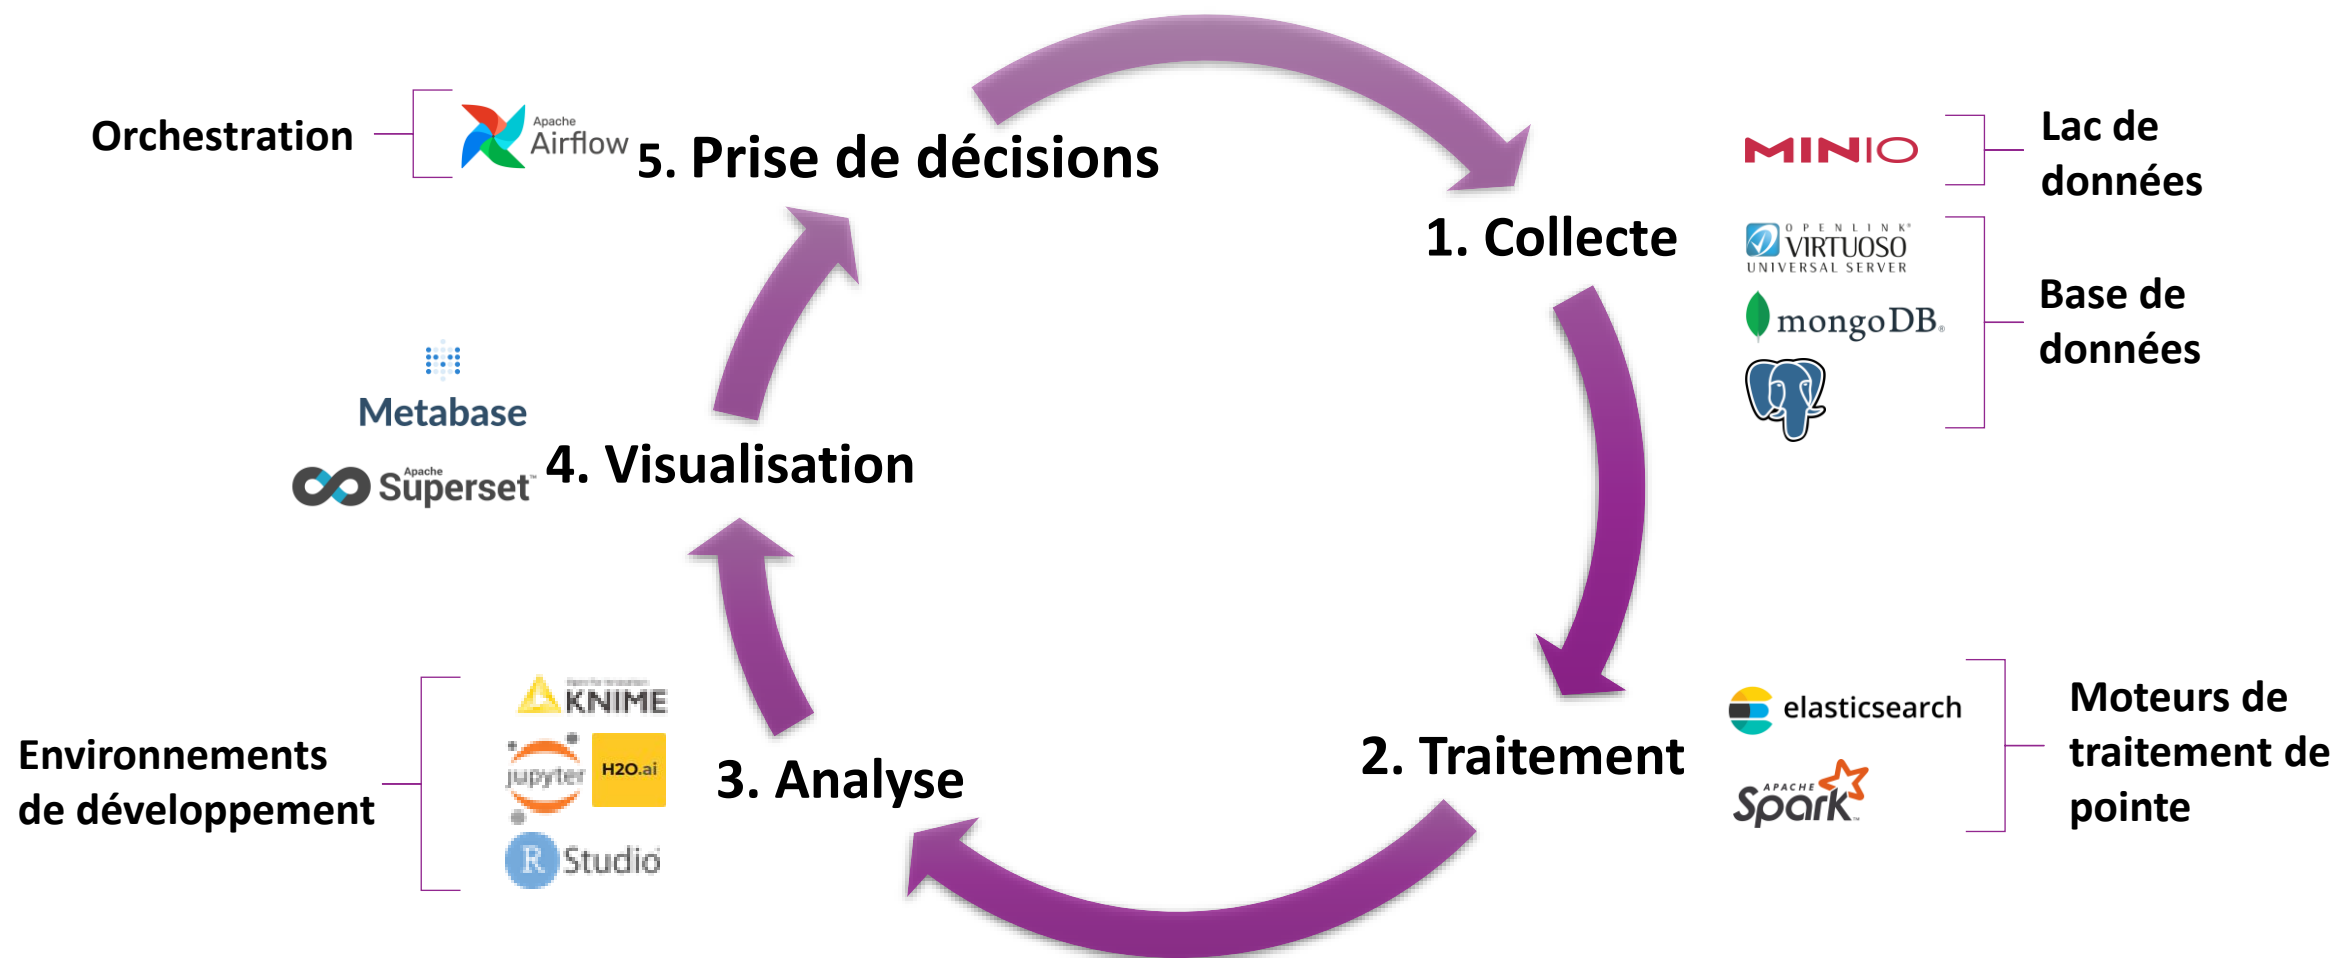 Orchestration
Apache
Airflow
5. Prise de décisions
MINIO
Lac de
données
1. Collecte
OPENLINK®
VIRTUOSO
UNIVERSAL SERVER
mongoDB®
Base de
données
Metabase
Apache
Superset™
4. Visualisation
elasticsearch
APACHE
Spark™
Moteurs de
traitement de
pointe
2. Traitement
KNIME
jupyter
H2O.ai
R Studio
Environnements
de développement
3. Analyse